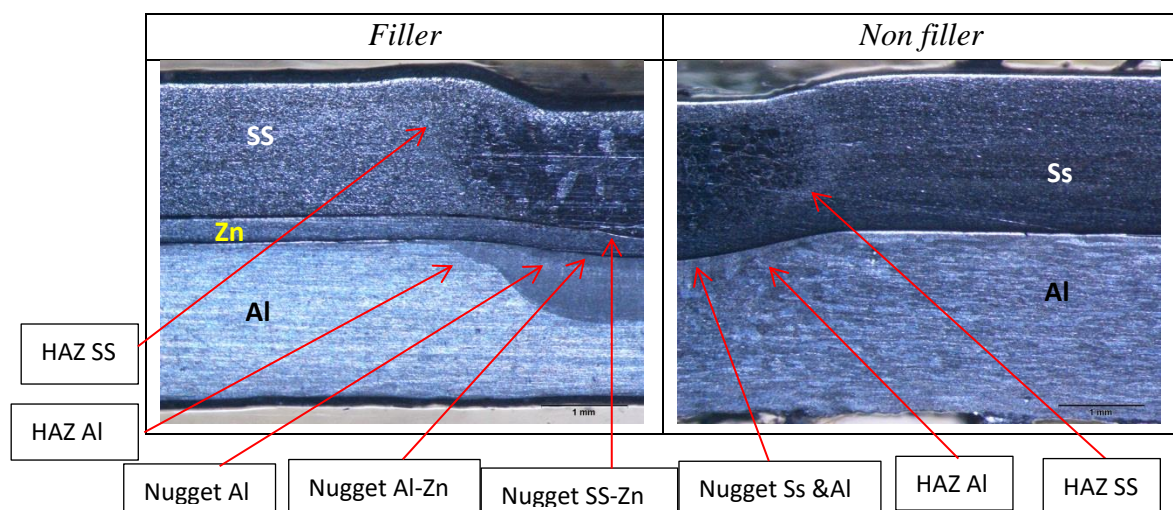 Filler
Non filler
SS
Zn
Al
1 mm
Ss
Al
1 mm
HAZ SS
HAZ Al
Nugget Al
Nugget Al-Zn
Nugget SS-Zn
Nugget Ss &Al
HAZ Al
HAZ SS